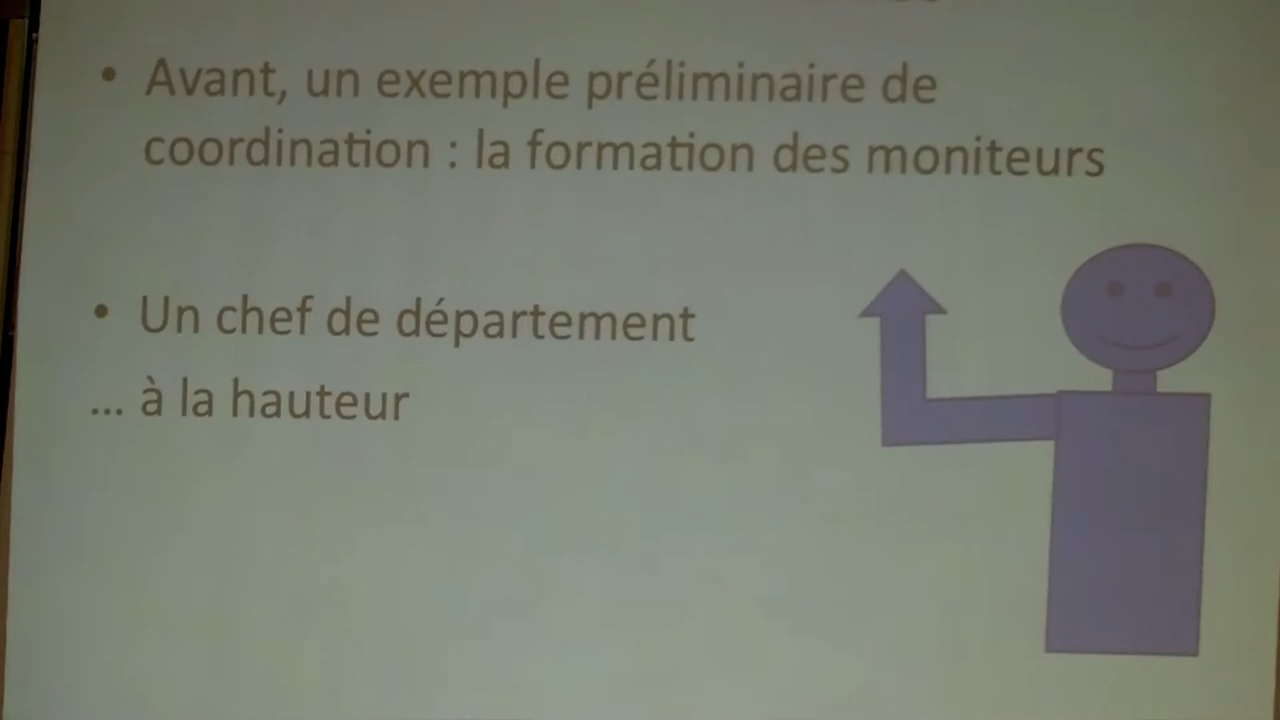 • Avant, un exemple préliminaire de
coordination : la formation des moniteurs
• Un chef de département
... à la hauteur